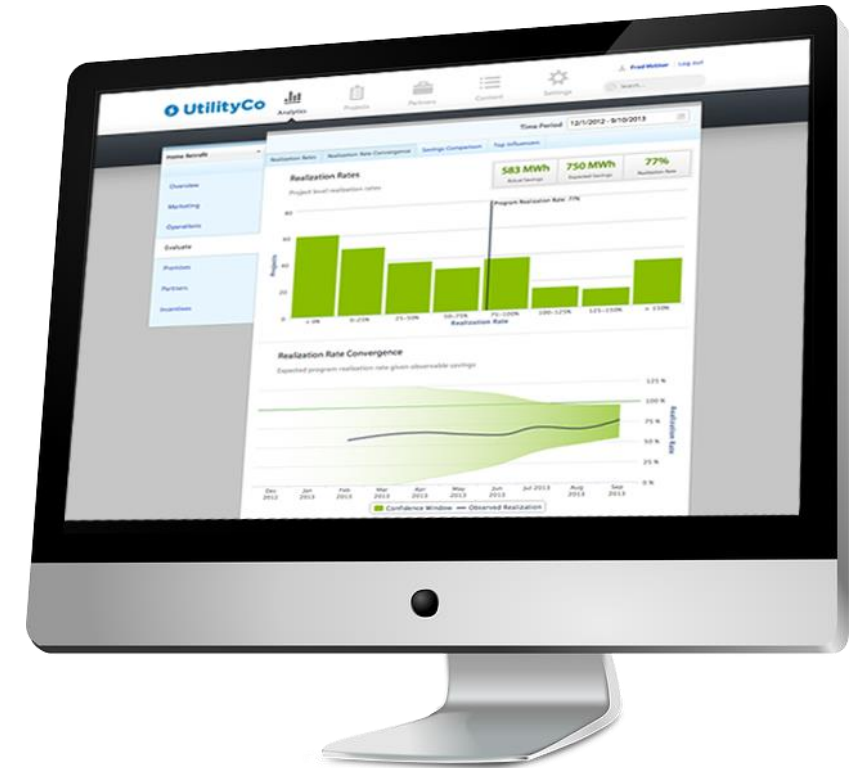 UtilityCo
Analytics
Projects
Partners
Content
Settings
Fred Webber Log out
Search...
Home Retrofit
Overview
Marketing
Operations
Evaluate
Premises
Partners
Incentives
Time Period 12/1/2012 - 9/10/2013
Realization Rates Realization Rate Convergence Savings Comparison Top Influencers
Realization Rates
Project level realization rates
583 MWh
Actual Savings
750 MWh
Expected Savings
77%
Realization Rate
Program Realization Rate 77%
Projects
80
60
40
20
0
< 0% 0-25% 25-50% 50-75% 75-100% 100-125% 125-150% > 150%
Realization Rate
Realization Rate Convergence
Expected program realization rate given observable savings
125 %
100 %
75 %
50 %
25 %
0 %
Realization Rate
Dec 2012 Jan 2013 Feb 2013 Mar 2013 Apr 2013 May 2013 Jun 2013 Jul 2013 Aug 2013 Sep 2013
Confidence Window Observed Realization